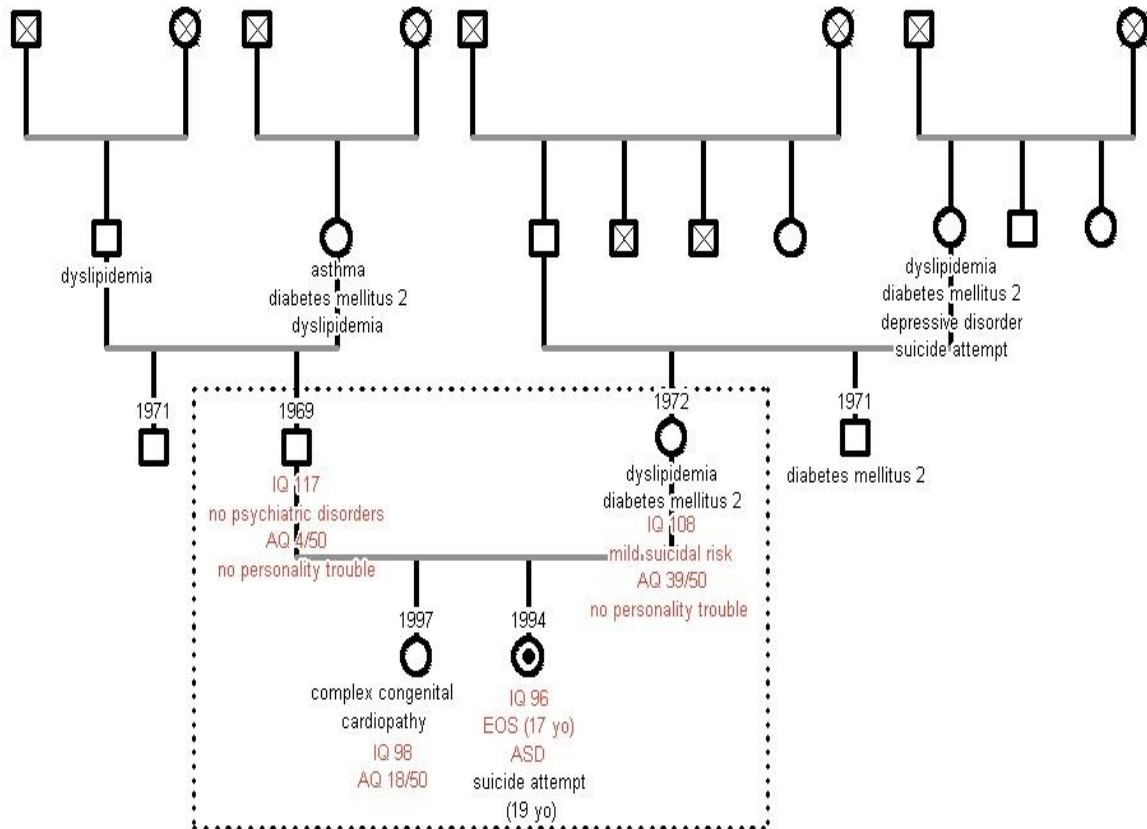 dyslipidemia
asthma
diabetes mellitus 2
dyslipidemia
dyslipidemia
diabetes mellitus 2
depressive disorder
suicide attempt
1971
1969
IQ 117
no psychiatric disorders
AQ 4/50
no personality trouble
1972
dyslipidemia
diabetes mellitus 2
IQ 108
mild suicidal risk
AQ 39/50
no personality trouble
1971
diabetes mellitus 2
1997
complex congenital
cardiopathy
IQ 98
AQ 18/50
1994
IQ 96
EOS (17 yo)
ASD
suicide attempt
(19 yo)